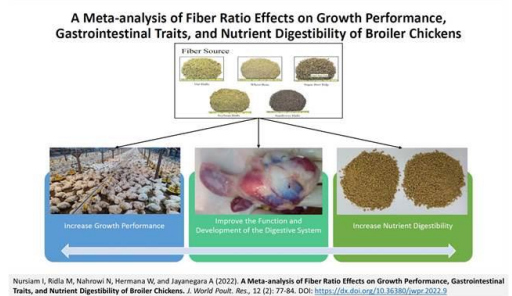 A Meta-analysis of Fiber Ratio Effects on Growth Performance,
Gastrointestinal Traits, and Nutrient Digestibility of Broiler Chickens
Fiber Source
Increase Growth Performance
Improve the Function and
Development of the Digestive System
Increase Nutrient Digestibility
Nursiam I, Ridla M, Nahrowi N, Hermana W, and Jayanegara A (2022). A Meta-analysis of Fiber Ratio Effects on Growth Performance, Gastrointestinal
Traits, and Nutrient Digestibility of Broiler Chickens. J. World Poult. Res., 12 (2): 77-84. DOI: https://dx.doi.org/10.36380/jwpr.2022.9